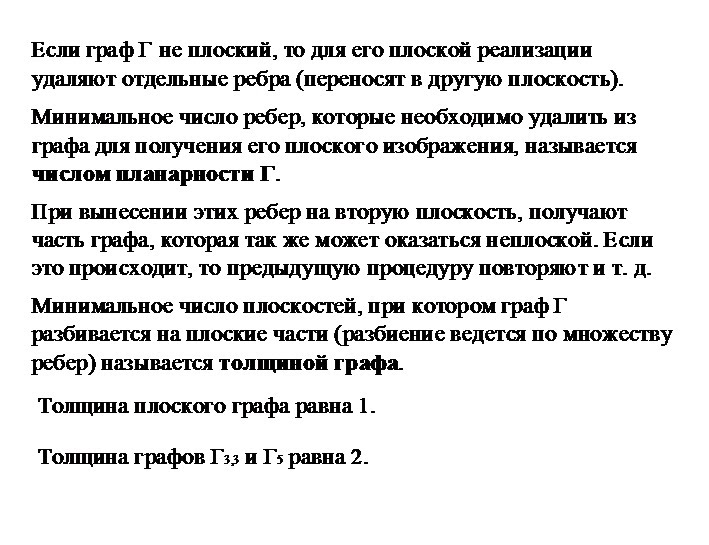 Если граф Г не плоский, то для его плоской реализации
удаляют отдельные ребра (переносят в другую плоскость).
Минимальное число ребер, которые необходимо удалить из
графа для получения его плоского изображения, называется
числом планарности Г.
При вынесении этих ребер на вторую плоскость, получают
часть графа, которая так же может оказаться неплоской. Если
это происходит, то предыдущую процедуру повторяют и т. д.
Минимальное число плоскостей, при котором граф Г
разбивается на плоские части (разбиение ведется по множеству
ребер) называется толщиной графа.
Толщина плоского графа равна 1.
Толщина графов Г3,3 и Г5 равна 2.